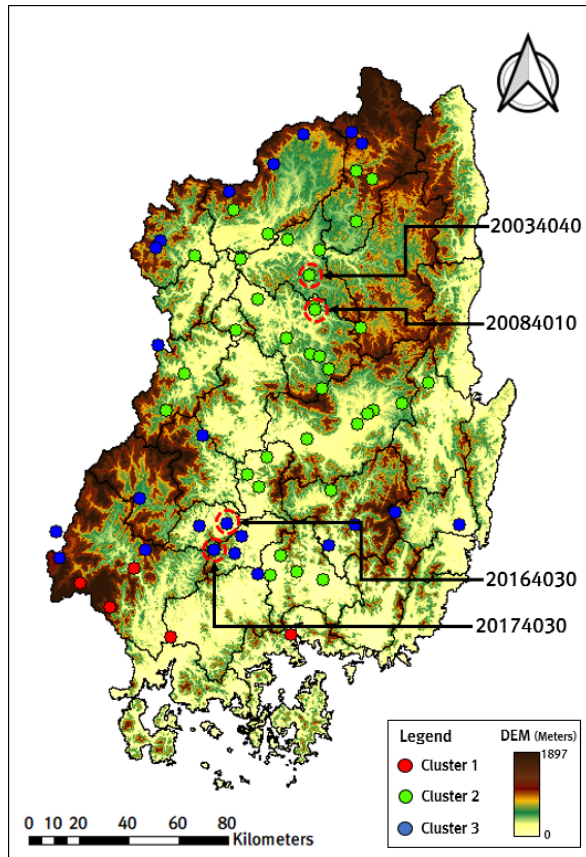 20034040
20084010
20164030
20174030
Legend
Cluster 1
Cluster 2
Cluster 3
DEM (Meters)
1897
0
0 10 20 40 60 80
Kilometers